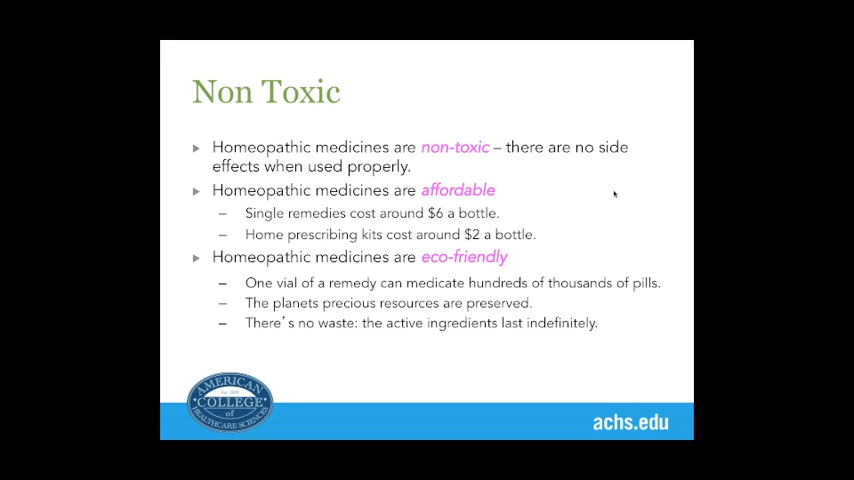 Non Toxic
Homeopathic medicines are non-toxic – there are no side
effects when used properly.
Homeopathic medicines are affordable
– Single remedies cost around $6 a bottle.
– Home prescribing kits cost around $2 a bottle.
Homeopathic medicines are eco-friendly
– One vial of a remedy can medicate hundreds of thousands of pills.
– The planets precious resources are preserved.
– There’s no waste: the active ingredients last indefinitely.
AMERICAN
COLLEGE
of
HEALTHCARE SCIENCES
achs.edu